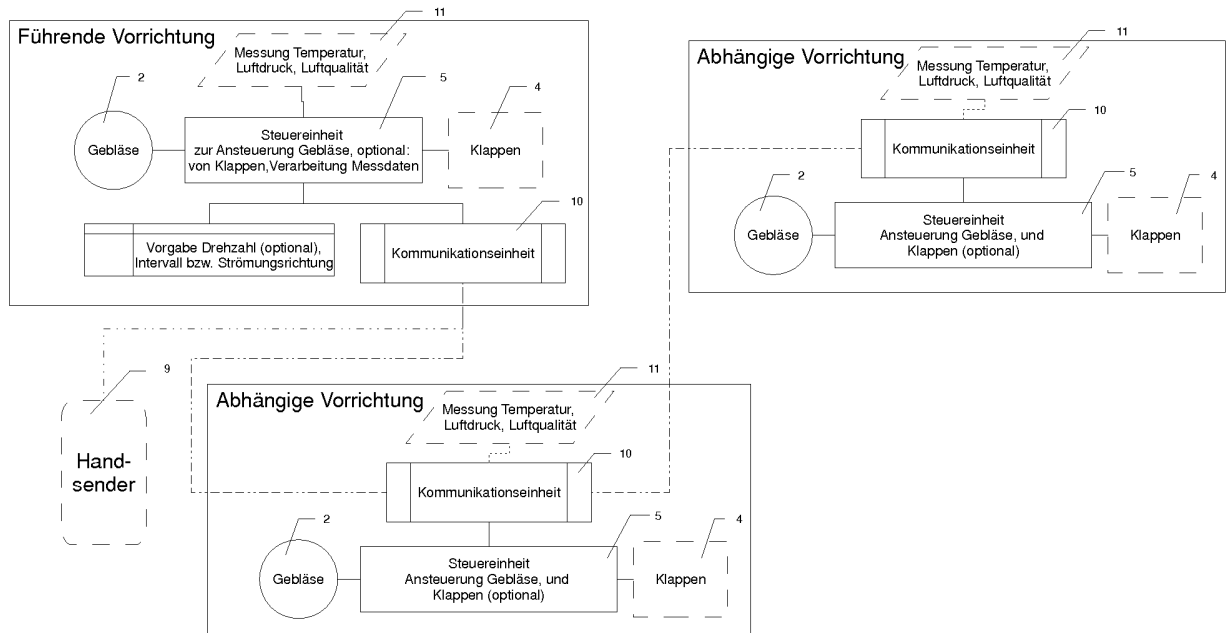 Führende Vorrichtung
11
Messung Temperatur,
Luftdruck, Luftqualität
2
5
4
Gebläse
Steuereinheit
zur Ansteuerung Gebläse, optional:
von Klappen,Verarbeitung Messdaten
Klappen
10
Vorgabe Drehzahl (optional),
Intervall bzw. Strömungsrichtung
Kommunikationseinheit
Abhängige Vorrichtung
11
Messung Temperatur,
Luftdruck, Luftqualität
10
Kommunikationseinheit
2
5
4
Gebläse
Steuereinheit
Ansteuerung Gebläse, und
Klappen (optional)
Klappen
9
Hand-
sender
Abhängige Vorrichtung
11
Messung Temperatur,
Luftdruck, Luftqualität
10
Kommunikationseinheit
2
5
4
Gebläse
Steuereinheit
Ansteuerung Gebläse, und
Klappen (optional)
Klappen